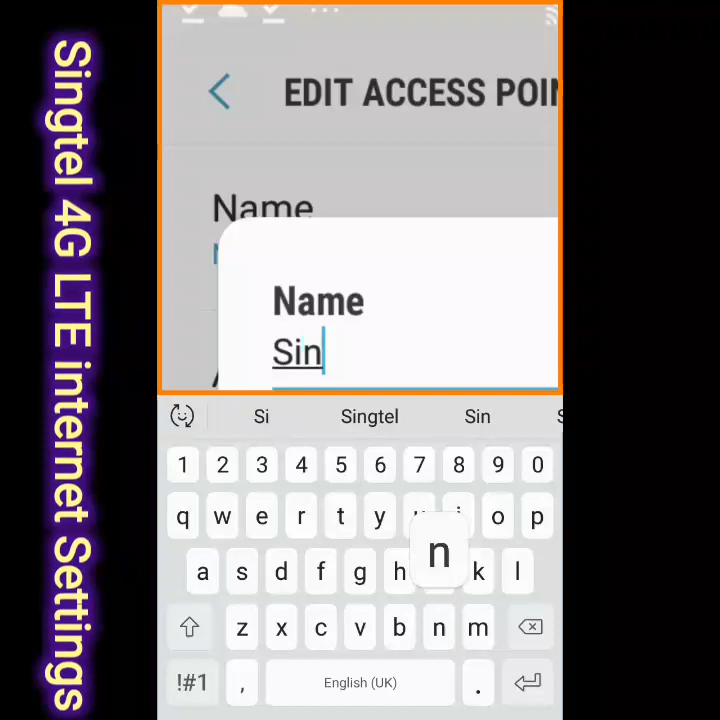 Singtel 4G LTE internet Settings
EDIT ACCESS POIN
Name
Name
Sin
Si Singtel Sin
1 2 3 4 5 6 7 8 9 0
q w e r t y u i o p
a s d f g h n k l
z x c v b n m
!#1 , English (UK) .